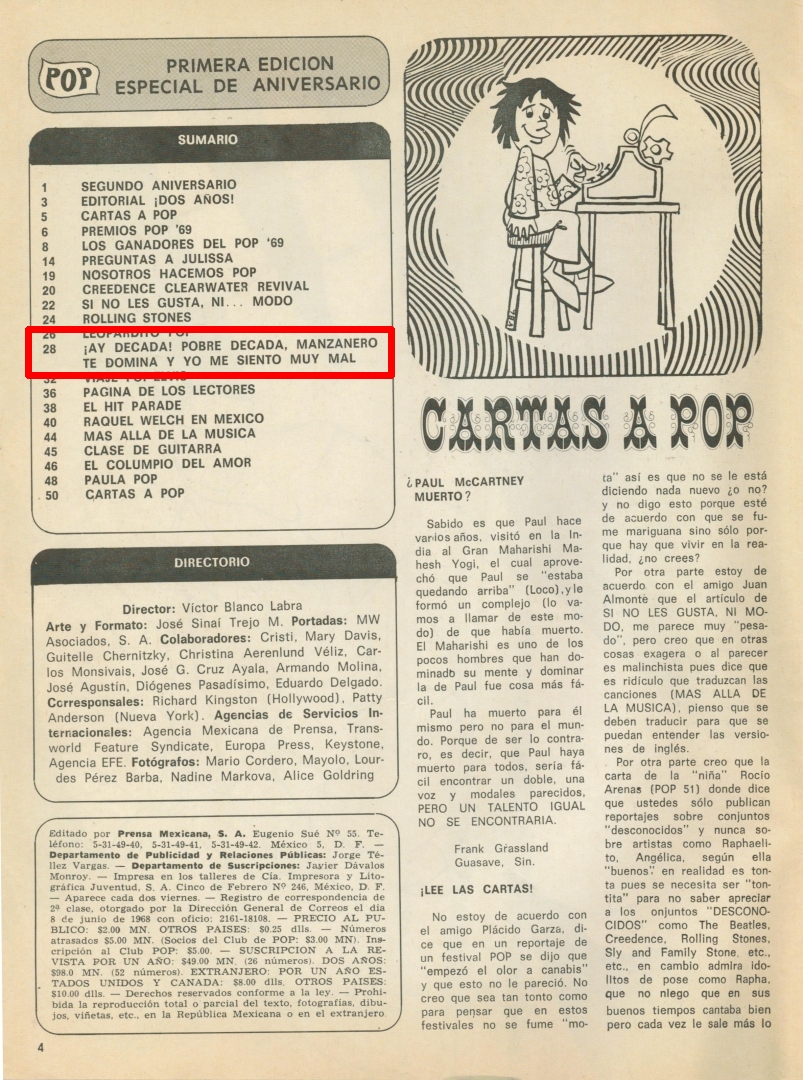 POP
PRIMERA EDICION
ESPECIAL DE ANIVERSARIO
SUMARIO
1 SEGUNDO ANIVERSARIO
3 EDITORIAL ¡DOS AÑOS!
5 CARTAS A POP
6 PREMIOS POP '69
8 LOS GANADORES DEL POP '69
14 PREGUNTAS A JULISSA
19 NOSOTROS HACEMOS POP
20 CREEDENCE CLEARWATER REVIVAL
22 SI NO LES GUSTA, NI... MODO
24 ROLLING STONES
26 LEOPARDITO POP
28 ¡AY DECADA! POBRE DECADA, MANZANERO
TE DOMINA Y YO ME SIENTO MUY MAL
32 VIAJE POP
36 PAGINA DE LOS LECTORES
38 EL HIT PARADE
40 RAQUEL WELCH EN MEXICO
44 MAS ALLA DE LA MUSICA
45 CLASE DE GUITARRA
46 EL COLUMPIO DEL AMOR
48 PAULA POP
50 CARTAS A POP
DIRECTORIO
Director: Víctor Blanco Labra
Arte y Formato: José Sinaí Trejo M. Portadas: MW
Asociados, S. A. Colaboradores: Cristi, Mary Davis,
Guitelle Chernitzky, Christina Aerenlund Véliz, Car-
los Monsivais, José G. Cruz Ayala, Armando Molina,
José Agustín, Diógenes Pasadísimo, Eduardo Delgado.
Corresponsales: Richard Kingston (Hollywood), Patty
Anderson (Nueva York). Agencias de Servicios In-
ternacionales: Agencia Mexicana de Prensa, Trans-
world Feature Syndicate, Europa Press, Keystone,
Agencia EFE. Fotógrafos: Mario Cordero, Mayolo, Lour-
des Pérez Barba, Nadine Markova, Alice Goldring
Editado por Prensa Mexicana, S. A. Eugenio Sué Nº 55. Te-
léfono: 5-31-49-40, 5-31-49-41, 5-31-49-42. México 5, D. F. —
Departamento de Publicidad y Relaciones Públicas: Jorge Té-
llez Vargas. — Departamento de Suscripciones: Javier Dávalos
Monroy. — Impresa en los talleres de Cía. Impresora y Lito-
gráfica Juventud, S. A. Cinco de Febrero Nº 246, México, D. F.
— Aparece cada dos viernes. — Registro de correspondencia de
2ª clase, otorgado por la Dirección General de Correos el día
8 de junio de 1968 con oficio: 2161-18108. — PRECIO AL PU-
BLICO: $2.00 MN. OTROS PAISES: $0.25 dlls. — Números
atrasados $5.00 MN. (Socios del Club de POP: $3.00 MN). Ins-
cripción al Club POP: $5.00. — SUSCRIPCION A LA RE-
VISTA POR UN AÑO: $49.00 MN. (26 números). DOS AÑOS:
$98.0 MN. (52 números). EXTRANJERO: POR UN AÑO ES-
TADOS UNIDOS Y CANADA: $8.00 dlls. OTROS PAISES:
$10.00 dlls. — Derechos reservados conforme a la ley. — Prohi-
bida la reproducción total o parcial del texto, fotografías, dibu-
jos, viñetas, etc., en la República Mexicana o en el extranjero
4
CARTAS A POP
¿PAUL McCARTNEY
MUERTO?
Sabido es que Paul hace
varios años, visitó en la In-
dia al Gran Maharishi Ma-
hesh Yogi, el cual aprove-
chó que Paul se "estaba
quedando arriba" (Loco),y le
formó un complejo (lo va-
mos a llamar de este mo-
do) de que había muerto.
El Maharishi es uno de los
pocos hombres que han do-
minado su mente y dominar
la de Paul fue cosa más fá-
cil.
Paul ha muerto para él
mismo pero no para el mun-
do. Porque de ser lo contra-
ro, es decir, que Paul haya
muerto para todos, sería fá-
cil encontrar un doble, una
voz y modales parecidos,
PERO UN TALENTO IGUAL
NO SE ENCONTRARIA.
Frank Grassland
Guasave, Sin.
¡LEE LAS CARTAS!
No estoy de acuerdo con
el amigo Plácido Garza, di-
ce que en un reportaje de
un festival POP se dijo que
"empezó el olor a canabis"
y que esto no le pareció. No
creo que sea tan tonto como
para pensar que en estos
festivales no se fume "mo-
ta" así es que no se le está
diciendo nada nuevo ¿o no?
y no digo esto porque esté
de acuerdo con que se fu-
me mariguana sino sólo por-
que hay que vivir en la rea-
lidad, ¿no crees?
Por otra parte estoy de
acuerdo con el amigo Juan
Almonte que el artículo de
SI NO LES GUSTA, NI MO-
DO, me parece muy "pesa-
do", pero creo que en otras
cosas exagera o al parecer
es malinchista pues dice que
es ridículo que traduzcan las
canciones (MAS ALLA DE
LA MUSICA), pienso que se
deben traducir para que se
puedan entender las versio-
nes de inglés.
Por otra parte creo que la
carta de la "niña" Rocío
Arenas (POP 51) donde dice
que ustedes sólo publican
reportajes sobre conjuntos
"desconocidos" y nunca so-
bre artistas como Raphaeli-
to, Angélica, según ella
"buenos" en realidad es ton-
ta pues se necesita ser "ton-
tita" para no saber apreciar
a los onjuntos "DESCONO-
CIDOS" como The Beatles,
Creedence, Rolling Stones,
Sly and Family Stone, etc.,
etc., en cambio admira ido-
litos de pose como Rapha,
que no niego que en sus
buenos tiempos cantaba bien
pero cada vez le sale más lo